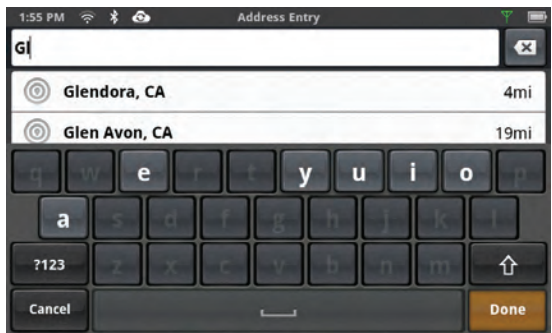 1:55 PM Address Entry
Gl
Glendora, CA 4mi
Glen Avon, CA 19mi
q w e r t y u i o p
a s d f g h j k l
?123 z x c v b n m
Cancel Done